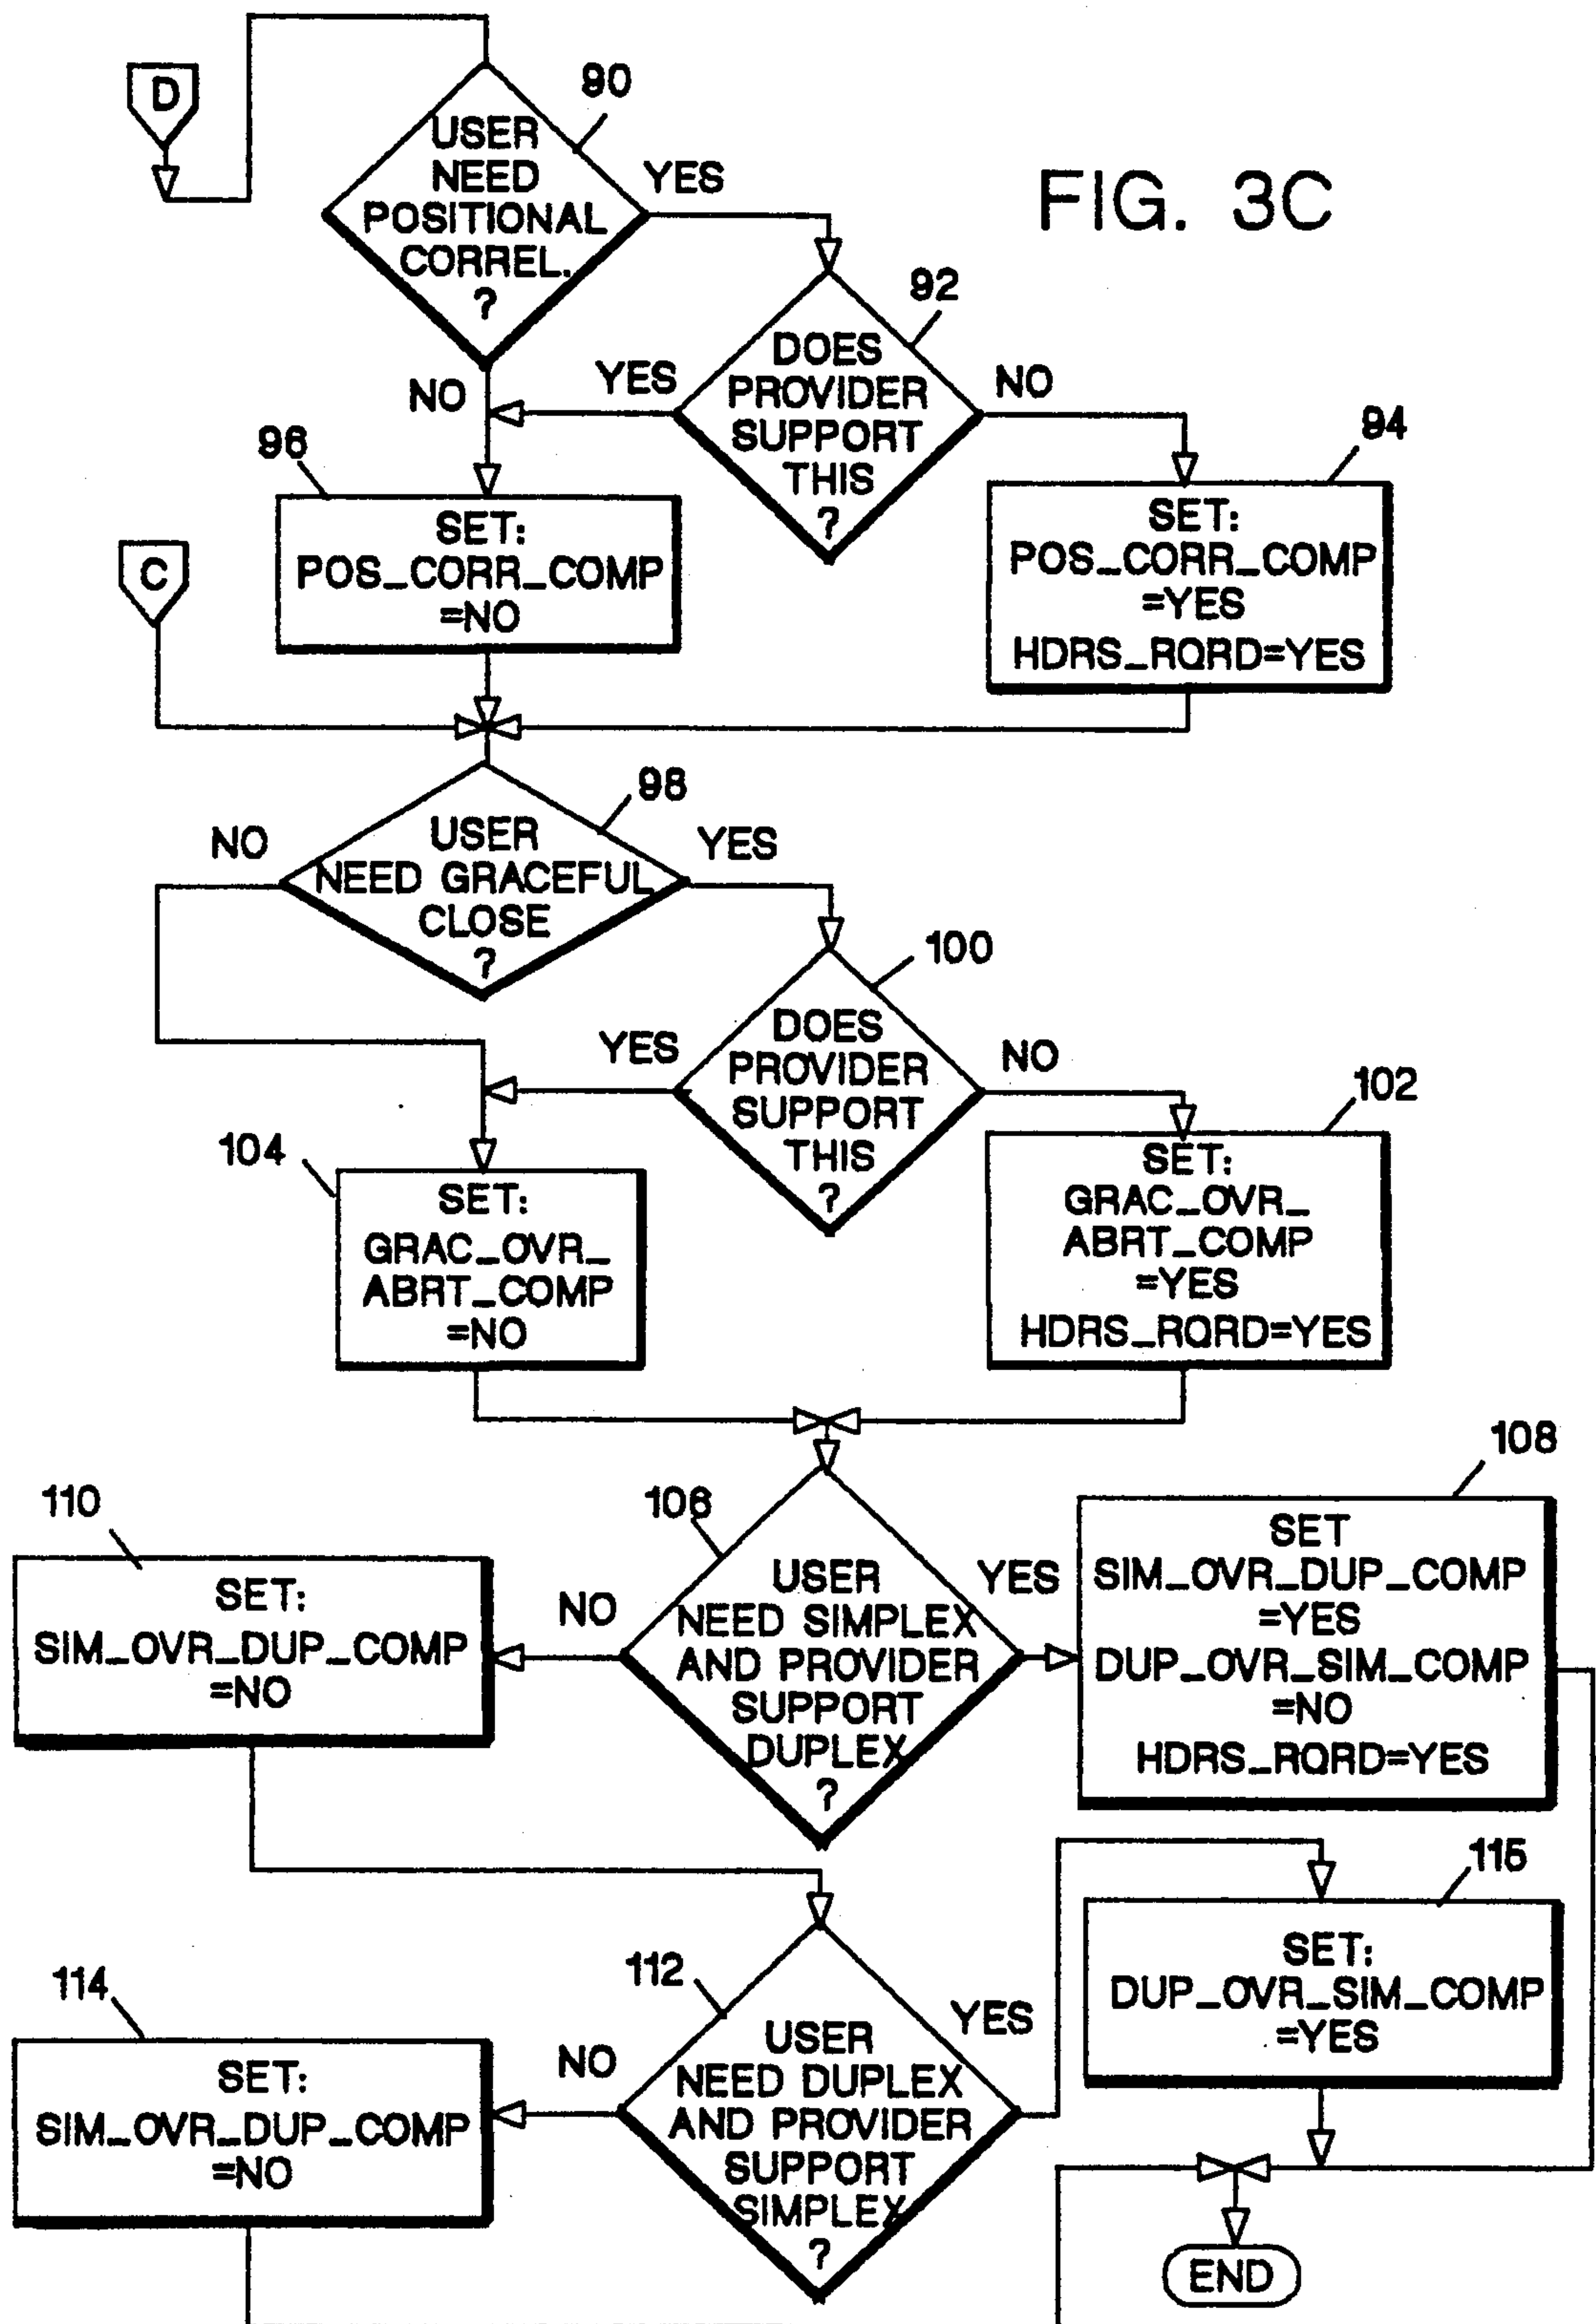 D
90
USER
NEED
POSITIONAL
CORREL.
?
YES
NO
FIG. 3C
92
DOES
PROVIDER
SUPPORT
THIS
?
YES
NO
94
SET:
POS_CORR_COMP
=YES
HDRS_RQRD=YES
96
SET:
POS_CORR_COMP
=NO
C
98
USER
NEED GRACEFUL
CLOSE
?
NO
YES
100
DOES
PROVIDER
SUPPORT
THIS
?
YES
NO
102
SET:
GRAC_OVR_
ABRT_COMP
=YES
HDRS_RQRD=YES
104
SET:
GRAC_OVR_
ABRT_COMP
=NO
106
USER
NEED SIMPLEX
AND PROVIDER
SUPPORT
DUPLEX
?
NO
YES
108
SET
SIM_OVR_DUP_COMP
=YES
DUP_OVR_SIM_COMP
=NO
HDRS_RQRD=YES
110
SET:
SIM_OVR_DUP_COMP
=NO
112
USER
NEED DUPLEX
AND PROVIDER
SUPPORT
SIMPLEX
?
NO
YES
115
SET:
DUP_OVR_SIM_COMP
=YES
114
SET:
SIM_OVR_DUP_COMP
=NO
END